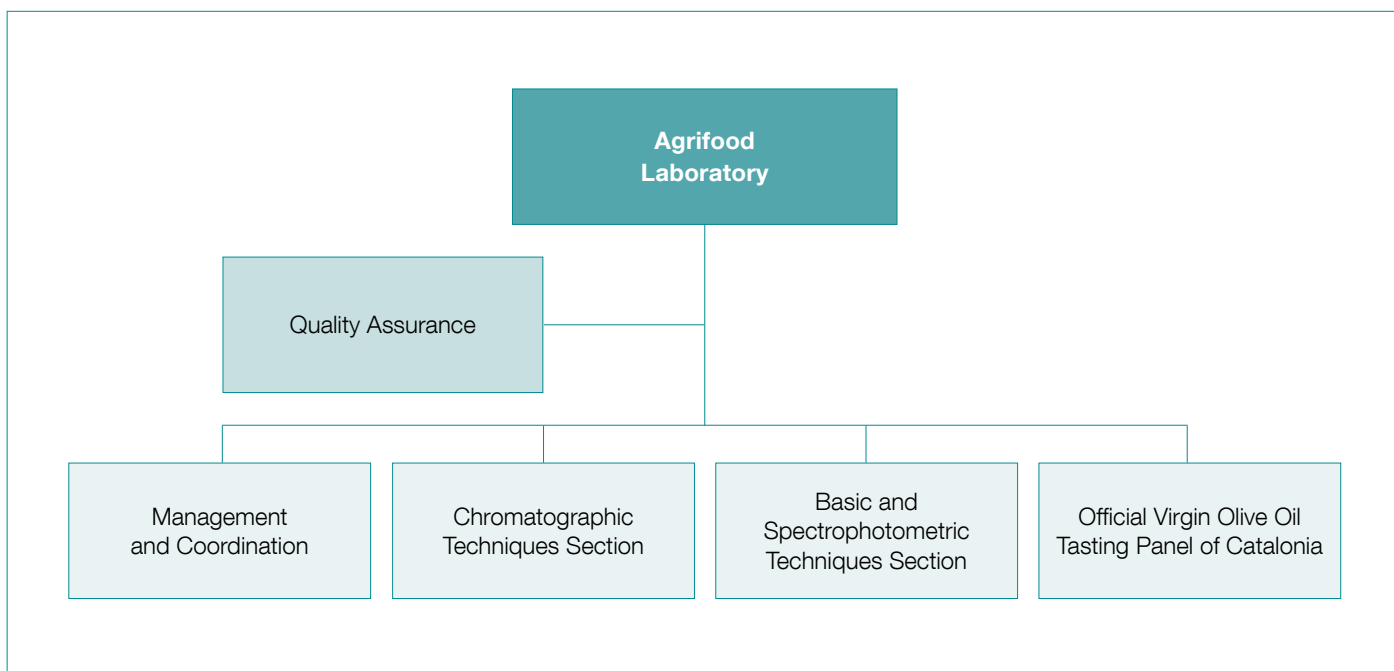 Agrifood
Laboratory
Quality Assurance
Management
and Coordination
Chromatographic
Techniques Section
Basic and
Spectrophotometric
Techniques Section
Official Virgin Olive Oil
Tasting Panel of Catalonia